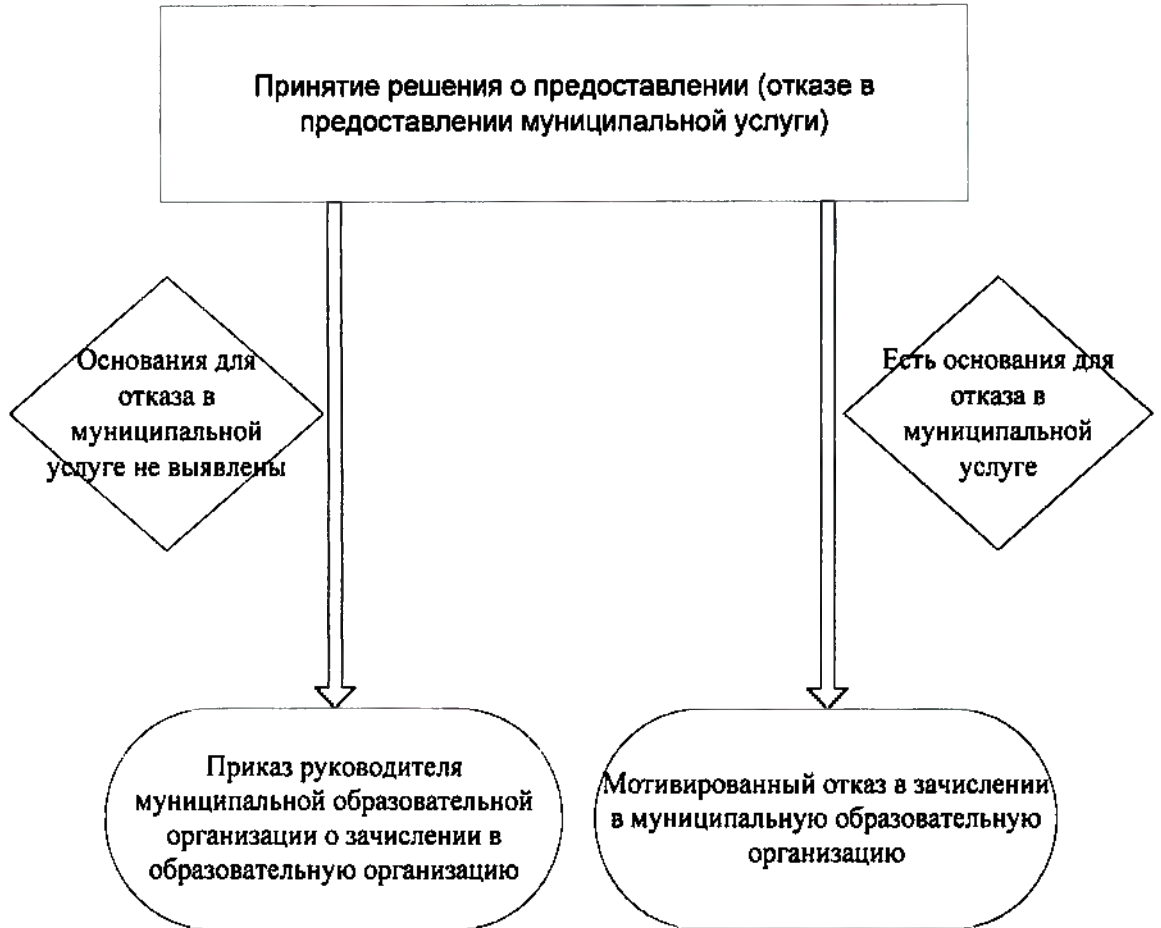 Принятие решения о предоставлении (отказе в
предоставлении муниципальной услуги)
Основания для
отказа в
муниципальной
услуге не выявлены
Есть основания для
отказа в
муниципальной
услуге
Приказ руководителя
муниципальной образовательной
организации о зачислении в
образовательную организацию
Мотивированный отказ в зачислении
в муниципальную образовательную
организацию